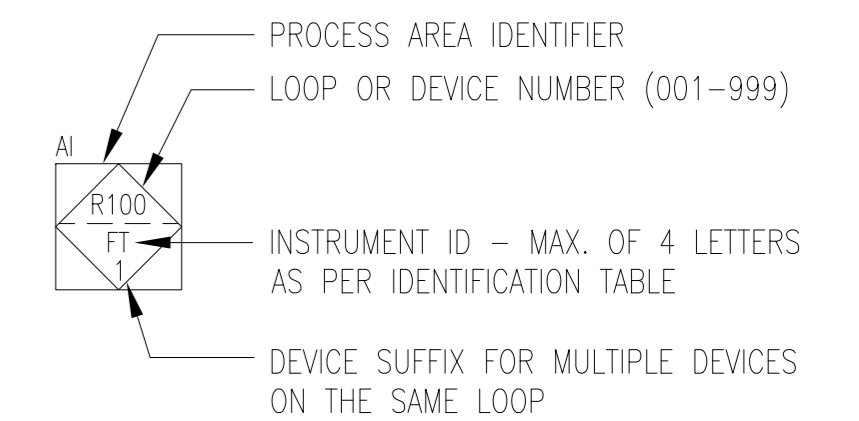 PROCESS AREA IDENTIFIER
LOOP OR DEVICE NUMBER (001-999)
AI
R100
FT
1
INSTRUMENT ID - MAX. OF 4 LETTERS
AS PER IDENTIFICATION TABLE
DEVICE SUFFIX FOR MULTIPLE DEVICES
ON THE SAME LOOP